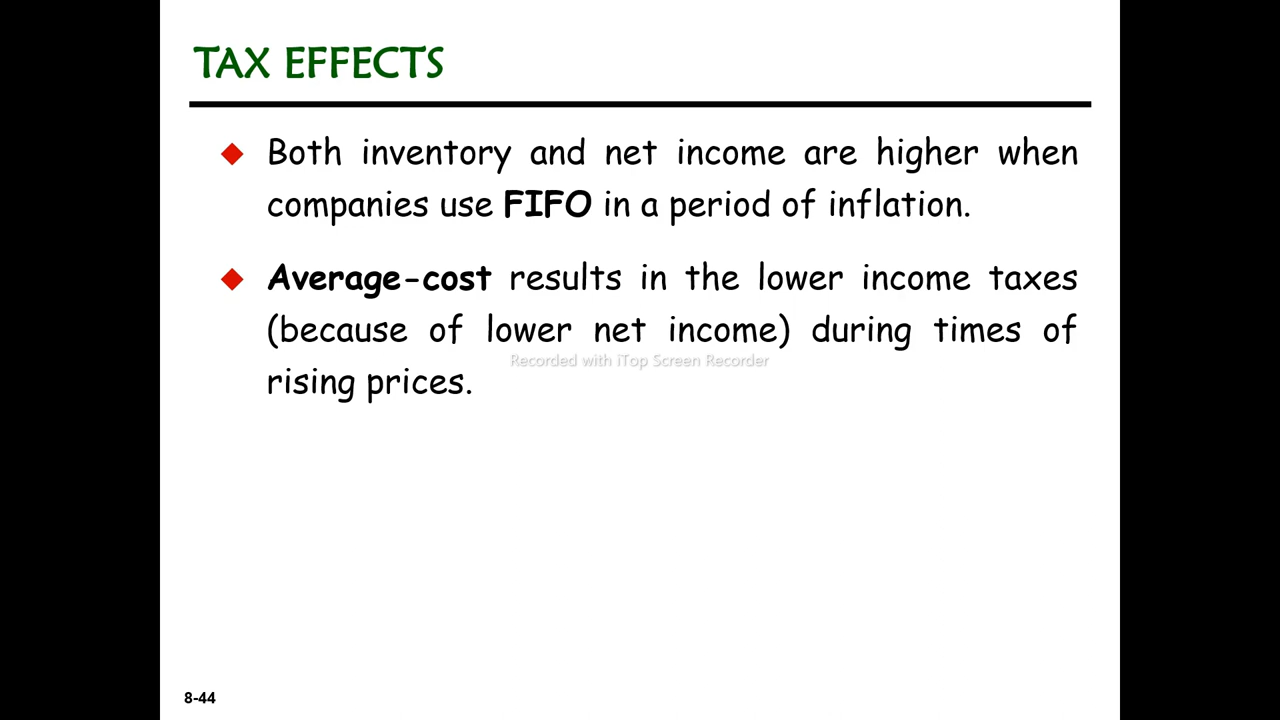 TAX EFFECTS
Both inventory and net income are higher when
companies use FIFO in a period of inflation.
Average-cost results in the lower income taxes
(because of lower net income) during times of
Recorded with iTop Screen Recorder
rising prices.
8-44